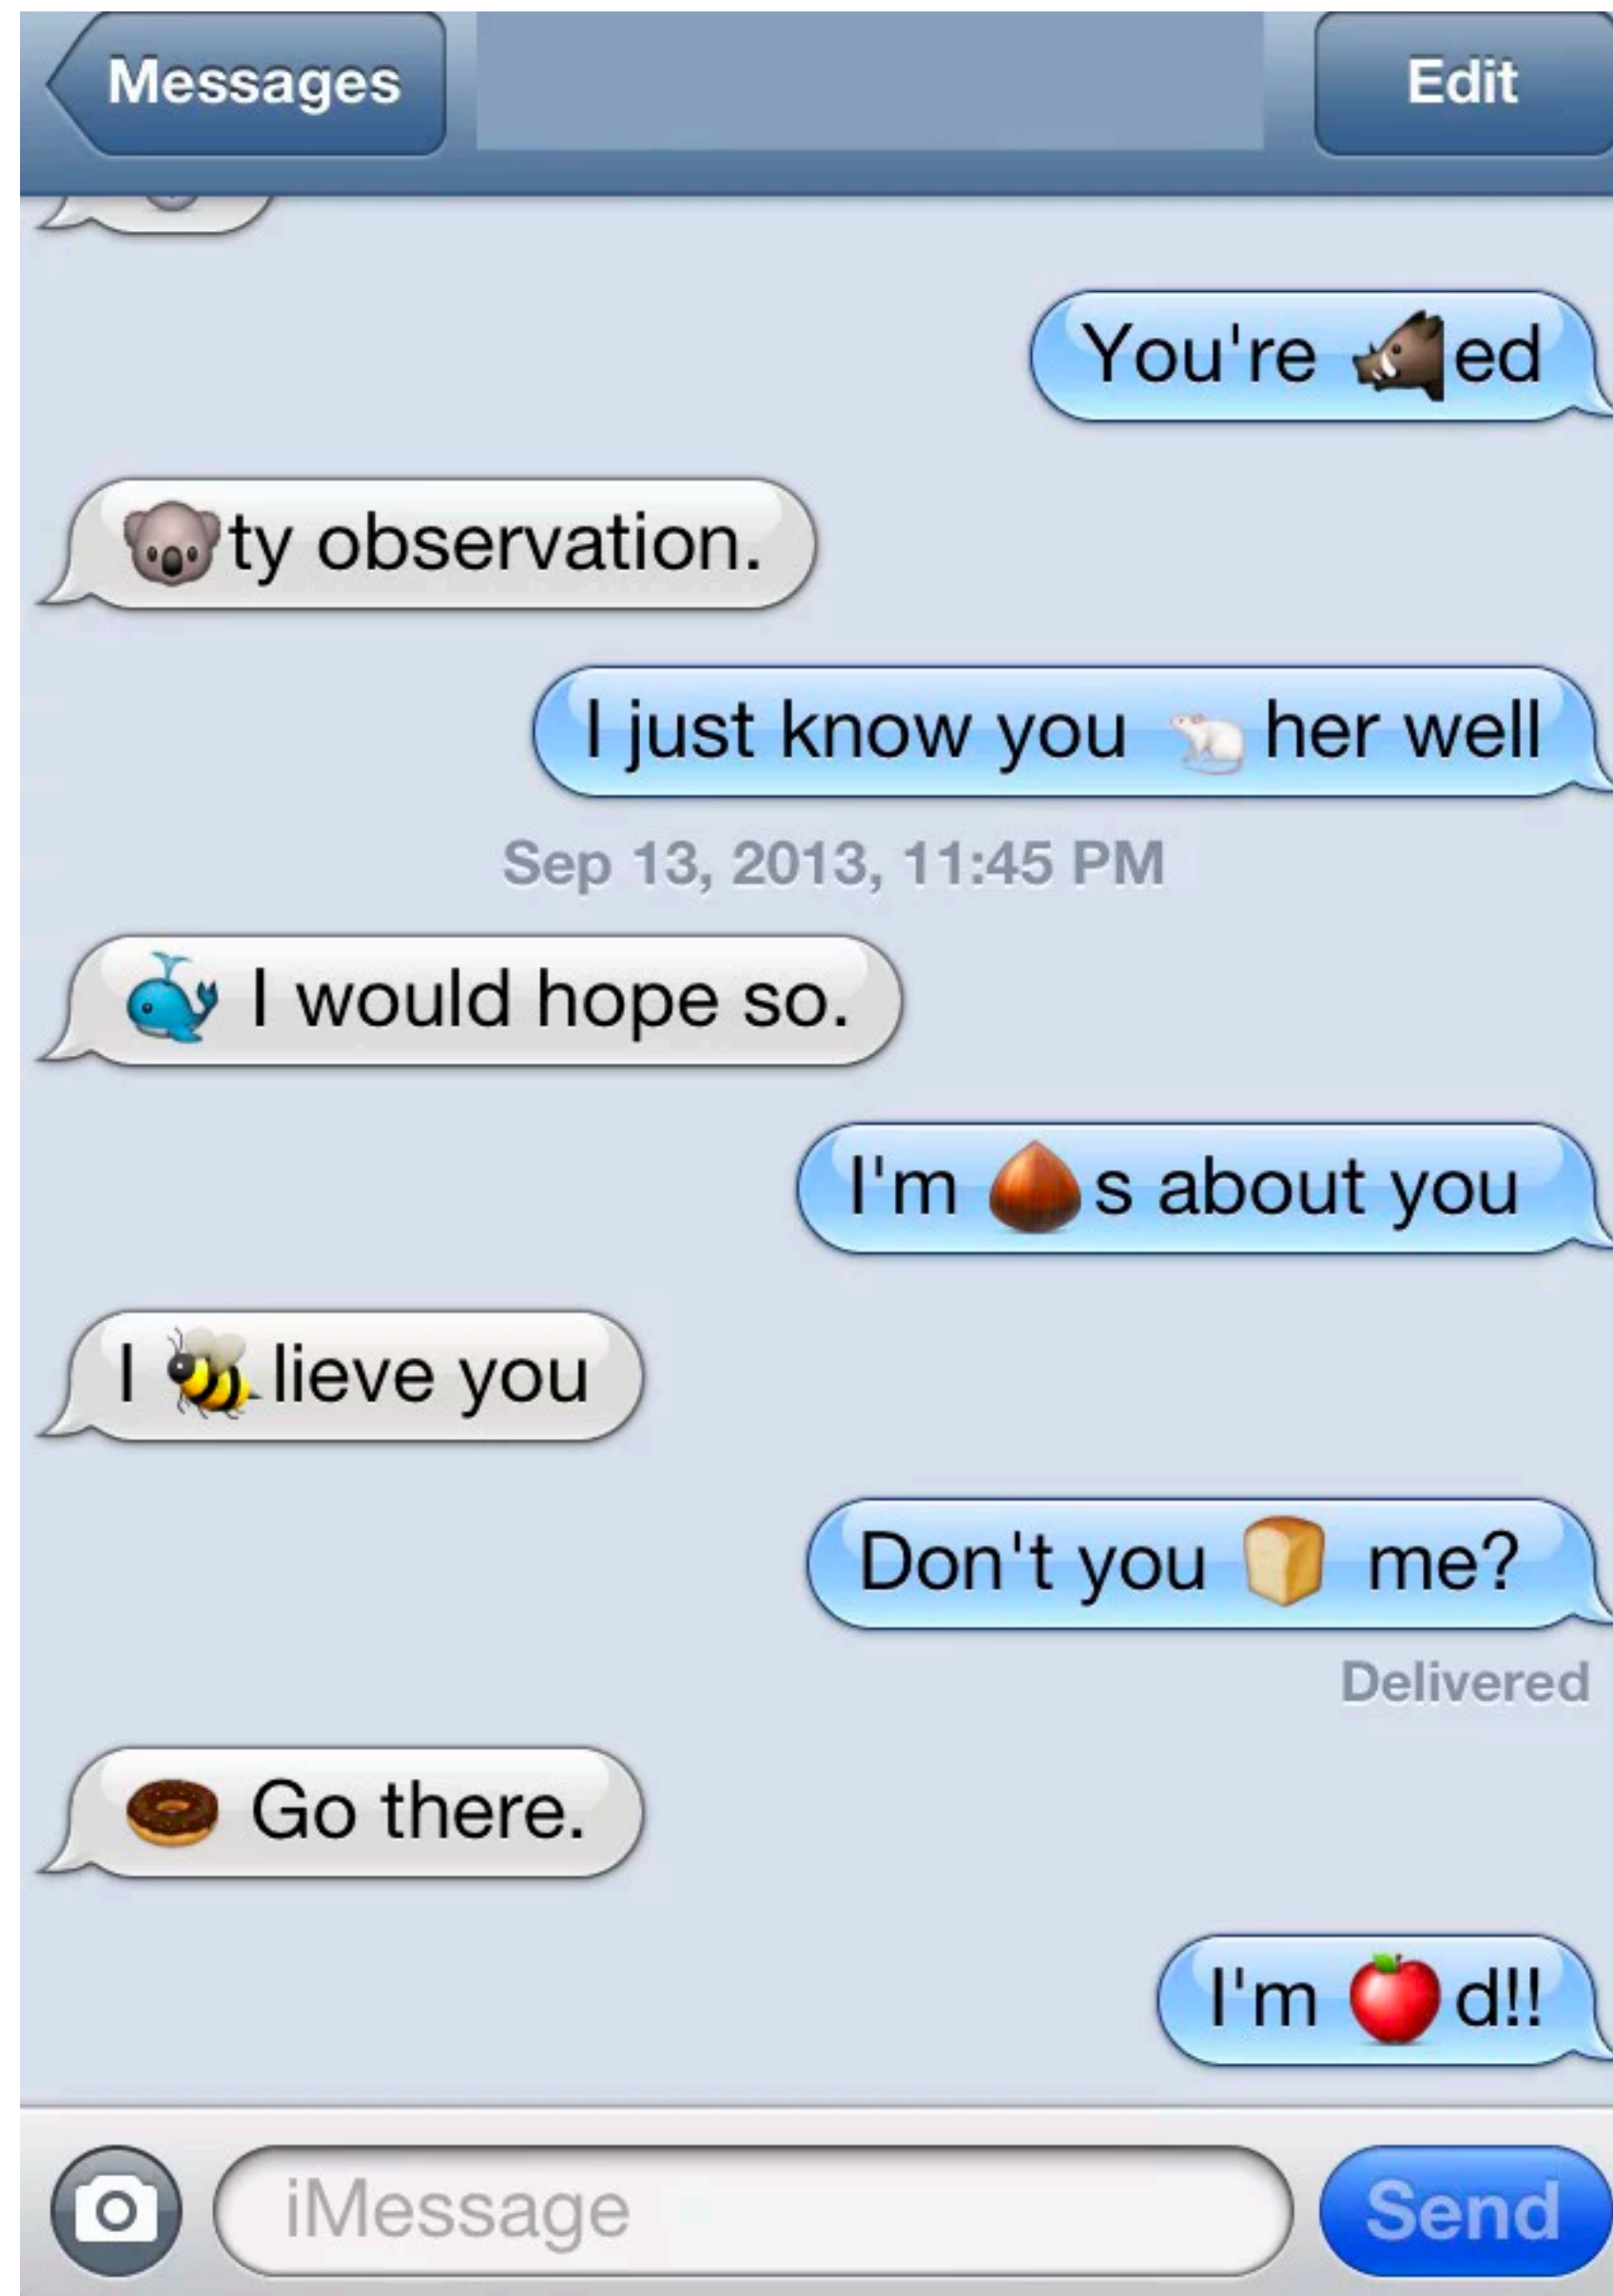 Messages
Edit
You're 🐗ed
🐨ty observation.
I just know you 🐀 her well
Sep 13, 2013, 11:45 PM
🐳 I would hope so.
I'm 🌰s about you
I 🐝lieve you
Don't you 🍞 me?
Delivered
🍩 Go there.
I'm 🍎d!!
iMessage
Send